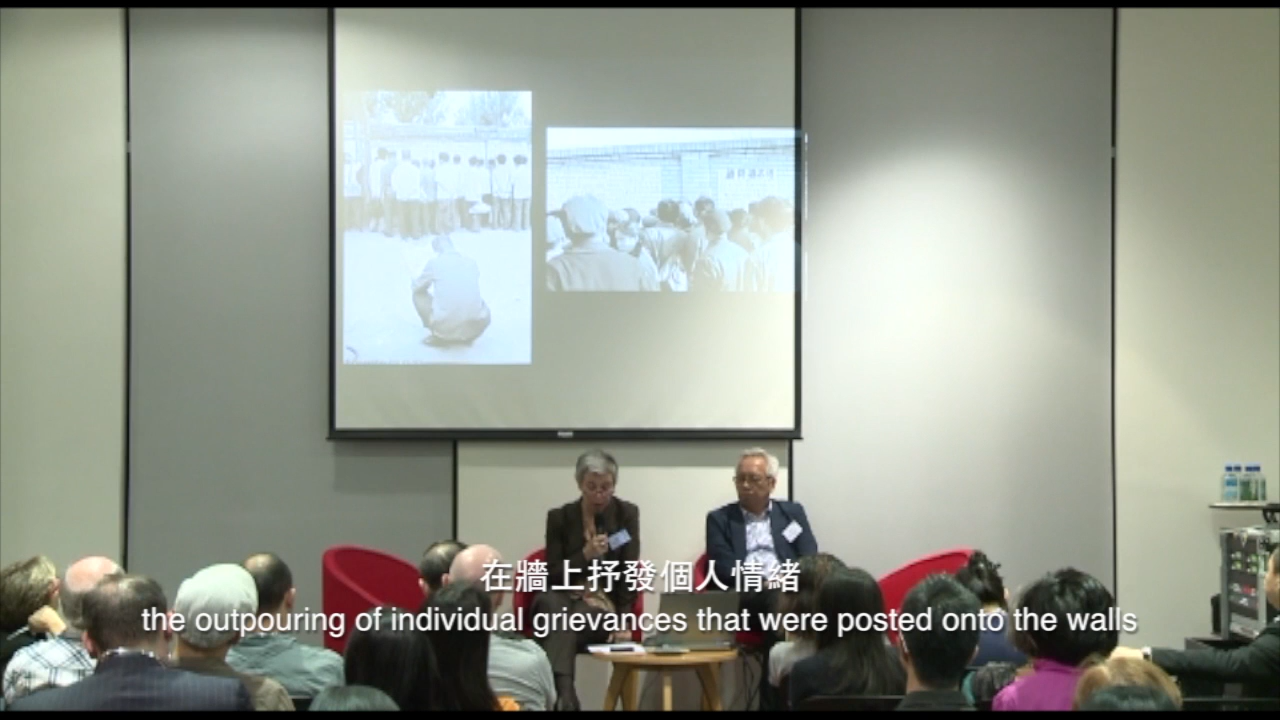 在牆上抒發個人情緒
the outpouring of individual grievances that were posted onto the walls